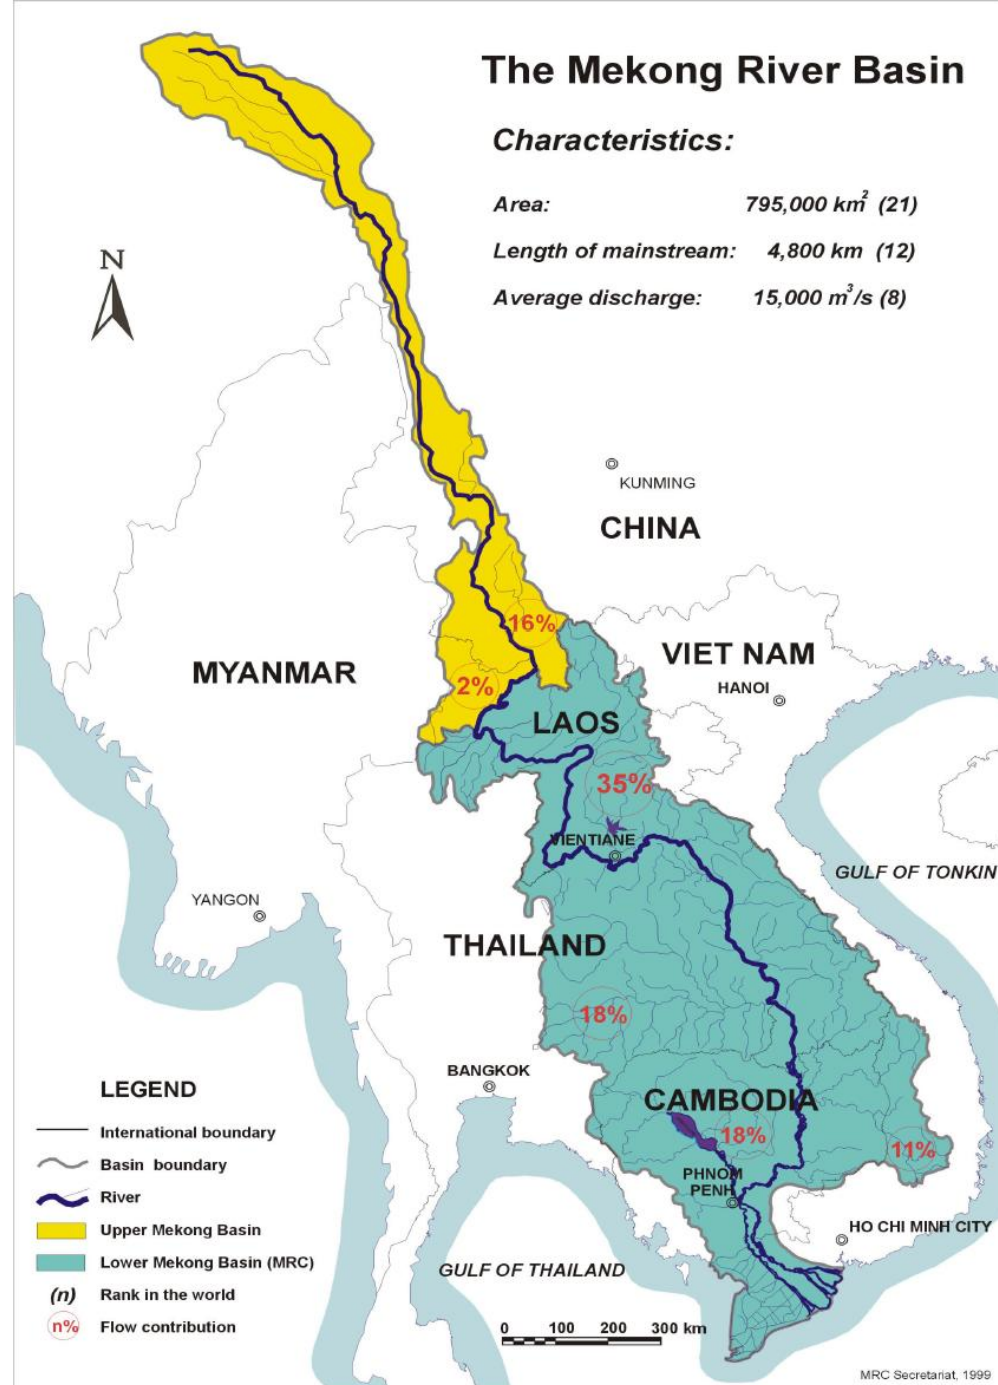 The Mekong River Basin
Characteristics:
Area: 795,000 km² (21)
Length of mainstream: 4,800 km (12)
Average discharge: 15,000 m³/s (8)
N
KUNMING
CHINA
16%
VIET NAM
MYANMAR
2%
HANOI
LAOS
35%
VIENTIANE
GULF OF TONKIN
YANGON
THAILAND
18%
BANGKOK
CAMBODIA
18%
11%
PHNOM
PENH
HO CHI MINH CITY
GULF OF THAILAND
LEGEND
International boundary
Basin boundary
River
Upper Mekong Basin
Lower Mekong Basin (MRC)
(n) Rank in the world
n% Flow contribution
0 100 200 300 km
MRC Secretariat, 1999